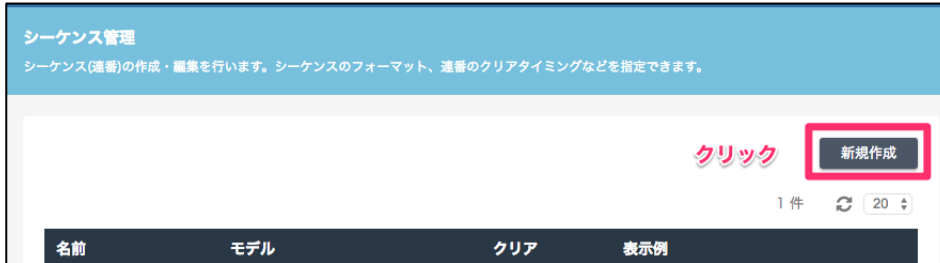 シーケンス管理
シーケンス(連番)の作成・編集を行います。シーケンスのフォーマット、連番のクリアタイミングなどを指定できます。
クリック 新規作成
1 件 20
名前 モデル クリア 表示例